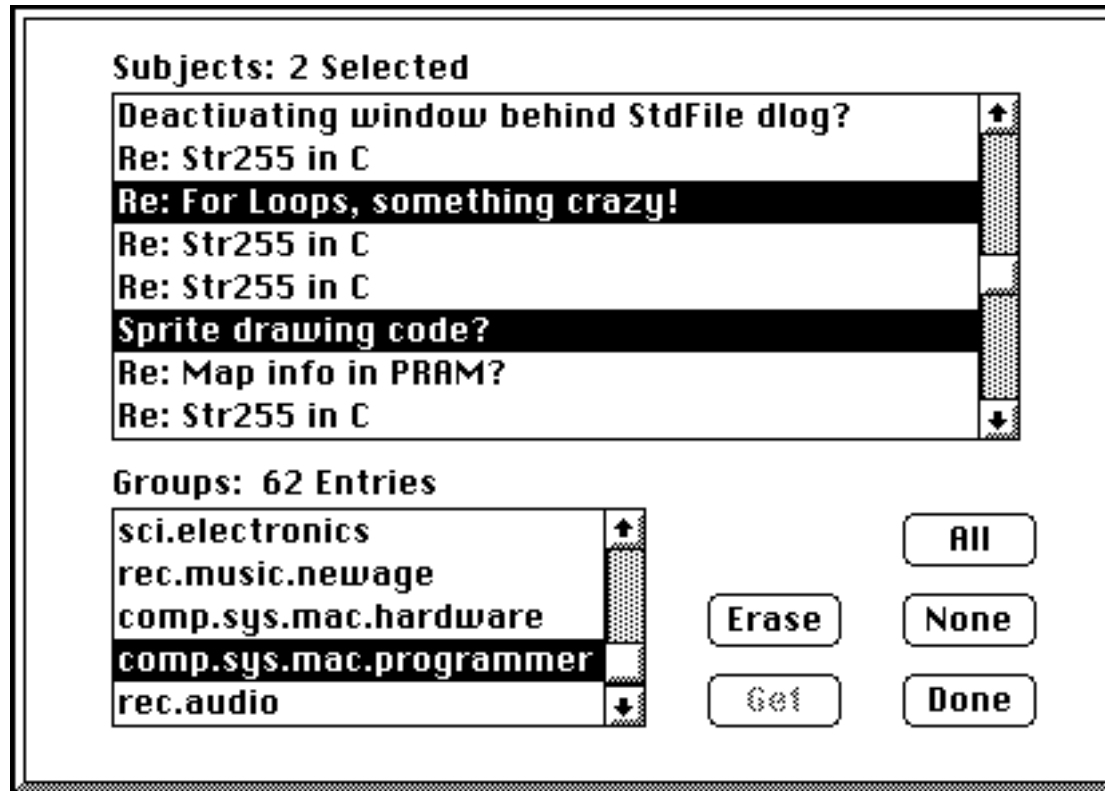 Subjects: 2 Selected
Deactivating window behind StdFile dlog?
Re: Str255 in C
Re: For Loops, something crazy!
Re: Str255 in C
Re: Str255 in C
Sprite drawing code?
Re: Map info in PRAM?
Re: Str255 in C
Groups: 62 Entries
sci.electronics
rec.music.newage
comp.sys.mac.hardware
comp.sys.mac.programmer
rec.audio
All
Erase
None
Get
Done